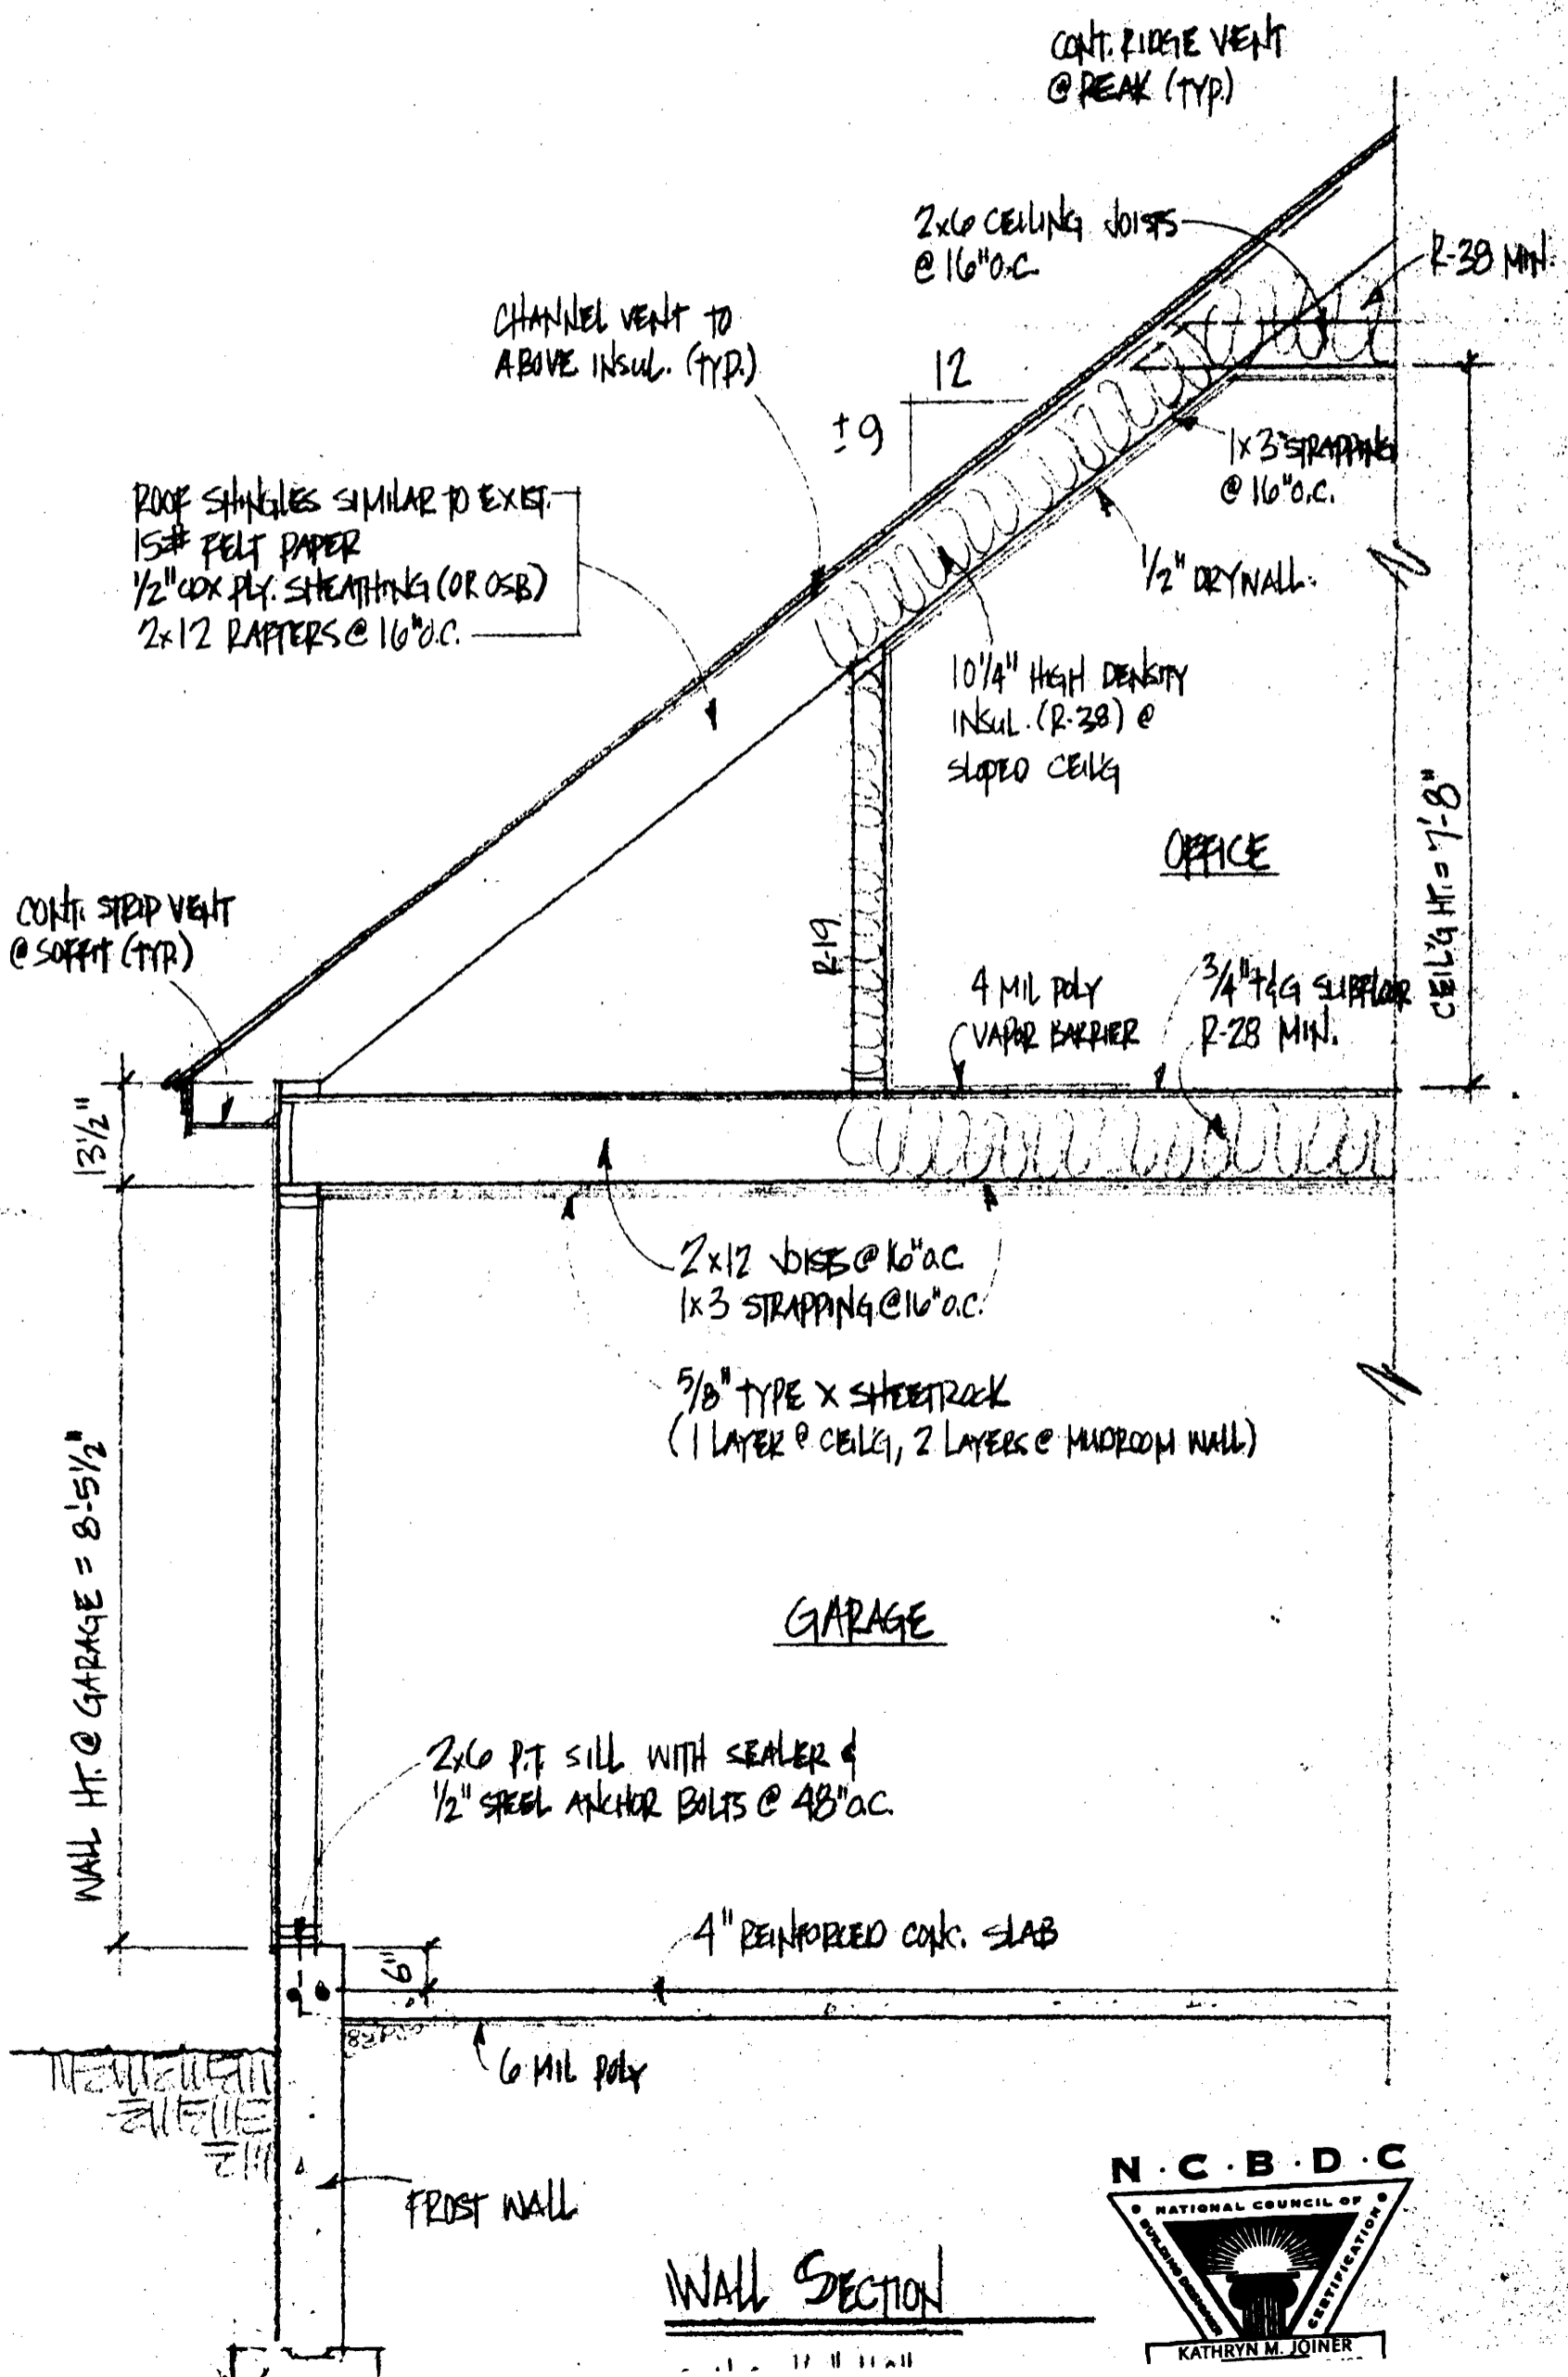 CONT. RIDGE VENT
@ PEAK (TYP.)
2x6 CEILING JOISTS
@ 16" O.C.
R-38 MIN.
CHANNEL VENT TO
ABOVE INSUL. (TYP.)
12
±9
1x3 STRAPPING
@ 16" O.C.
ROOF SHINGLES SIMILAR TO EXIST.
15# FELT PAPER
1/2" CDX PLY. SHEATHING (OR OSB)
2x12 RAFTERS @ 16" O.C.
1/2" DRYWALL
10 1/4" HIGH DENSITY
INSUL. (R-38) @
SLOPED CEIL'G
OFFICE
CEIL'G HT. = 7'-8"
CONT. STRIP VENT
@ SOFFIT (TYP.)
R-19
4 MIL POLY
VAPOR BARRIER
3/4" T&G SUBFLOOR
R-28 MIN.
13 1/2"
2x12 JOISTS @ 16" O.C.
1x3 STRAPPING @ 16" O.C.
5/8" TYPE X SHEETROCK
(1 LAYER @ CEIL'G, 2 LAYERS @ MUDROOM WALL)
WALL HT. @ GARAGE = 8'-5 1/2"
GARAGE
2x6 P.T. SILL WITH SEALER &
1/2" STEEL ANCHOR BOLTS @ 48" O.C.
4" REINFORCED CONC. SLAB
6"
6 MIL POLY
FROST WALL
WALL SECTION
N·C·B·D·C
NATIONAL COUNCIL OF
BUILDING DESIGNER
CERTIFICATION
KATHRYN M. JOINER